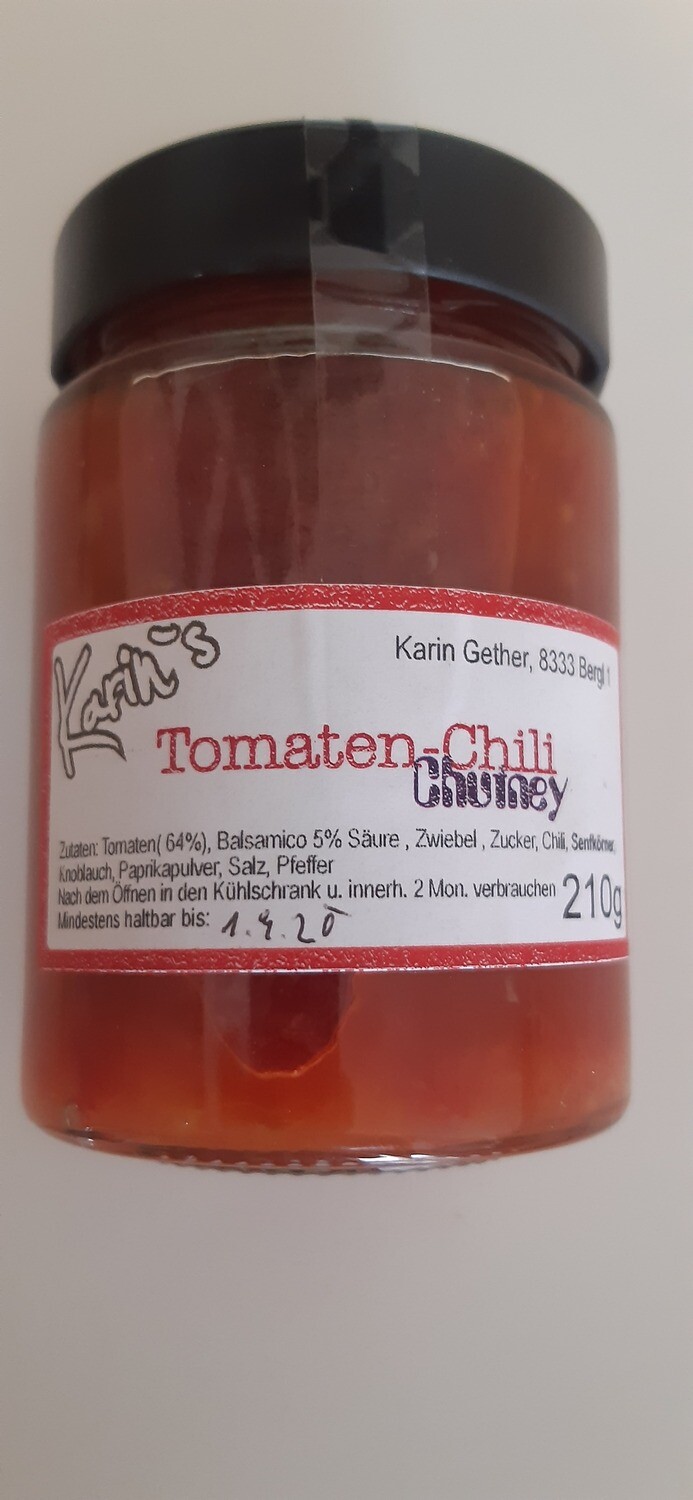 Karin's
Karin Gether, 8333 Bergl 1
Tomaten-Chili
Chutney
Zutaten: Tomaten( 64%), Balsamico 5% Säure , Zwiebel , Zucker, Chili, Senfkörner,
Knoblauch, Paprikapulver, Salz, Pfeffer
Nach dem Öffnen in den Kühlschrank u. innerh. 2 Mon. verbrauchen
210g
Mindestens haltbar bis: